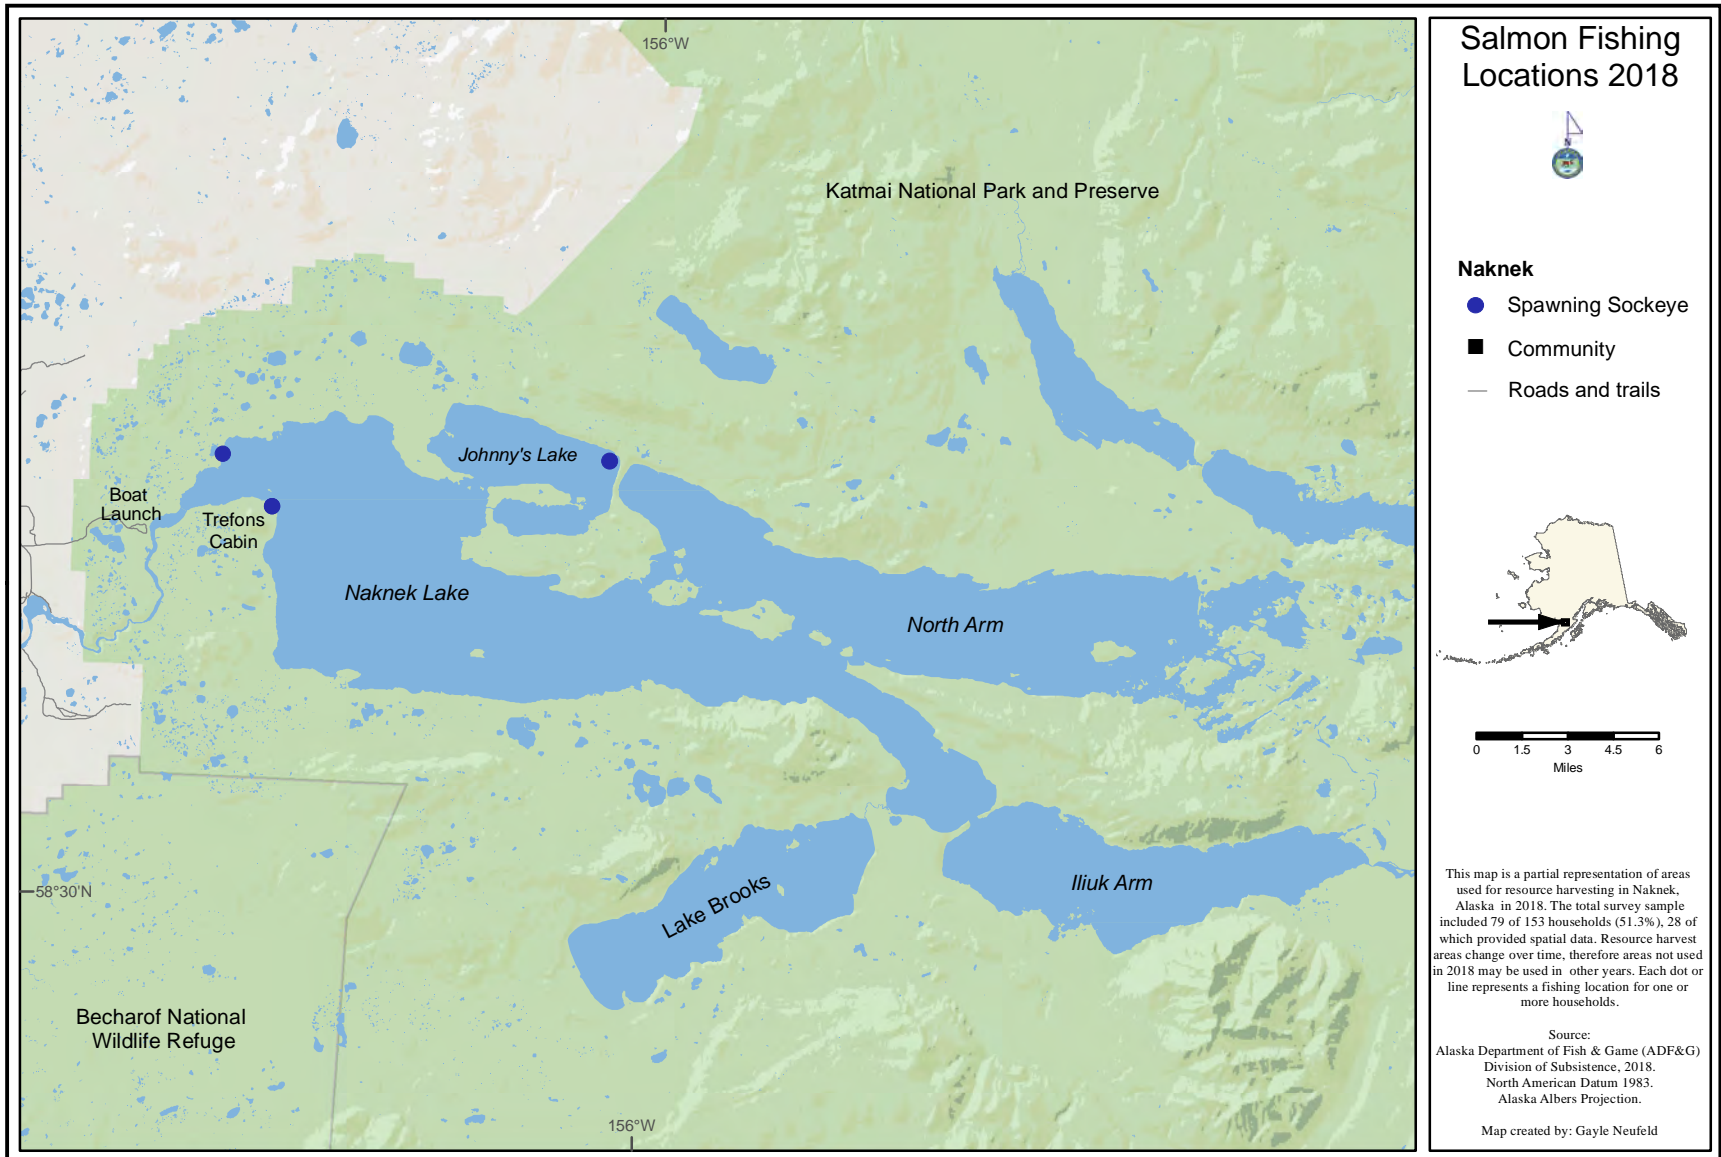 156°W
Katmai National Park and Preserve
Johnny's Lake
Boat
Launch
Trefons
Cabin
Naknek Lake
North Arm
Iliuk Arm
Lake Brooks
58°30'N
Becharof National
Wildlife Refuge
156°W
Salmon Fishing
Locations 2018
N
Naknek
Spawning Sockeye
Community
Roads and trails
0 1.5 3 4.5 6
Miles
This map is a partial representation of areas
used for resource harvesting in Naknek,
Alaska in 2018. The total survey sample
included 79 of 153 households (51.3%), 28 of
which provided spatial data. Resource harvest
areas change over time, therefore areas not used
in 2018 may be used in other years. Each dot or
line represents a fishing location for one or
more households.
Source:
Alaska Department of Fish & Game (ADF&G)
Division of Subsistence, 2018.
North American Datum 1983.
Alaska Albers Projection.
Map created by: Gayle Neufeld